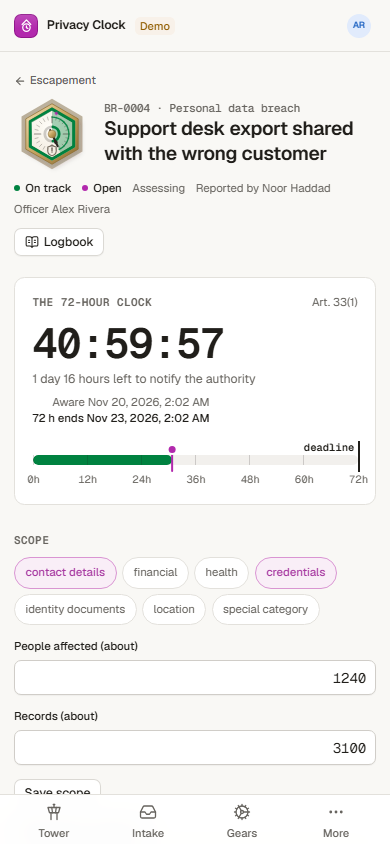 Privacy Clock
Demo
AR
Escapement
BR-0004 · Personal data breach
Support desk export shared
with the wrong customer
On track
Open
Assessing
Reported by Noor Haddad
Officer Alex Rivera
Logbook
THE 72-HOUR CLOCK
Art. 33(1)
40:59:57
1 day 16 hours left to notify the authority
Aware Nov 20, 2026, 2:02 AM
72 h ends Nov 23, 2026, 2:02 AM
deadline
0h 12h 24h 36h 48h 60h 72h
SCOPE
contact details
financial
health
credentials
identity documents
location
special category
People affected (about)
1240
Records (about)
3100
Save scope
Tower
Intake
Gears
More